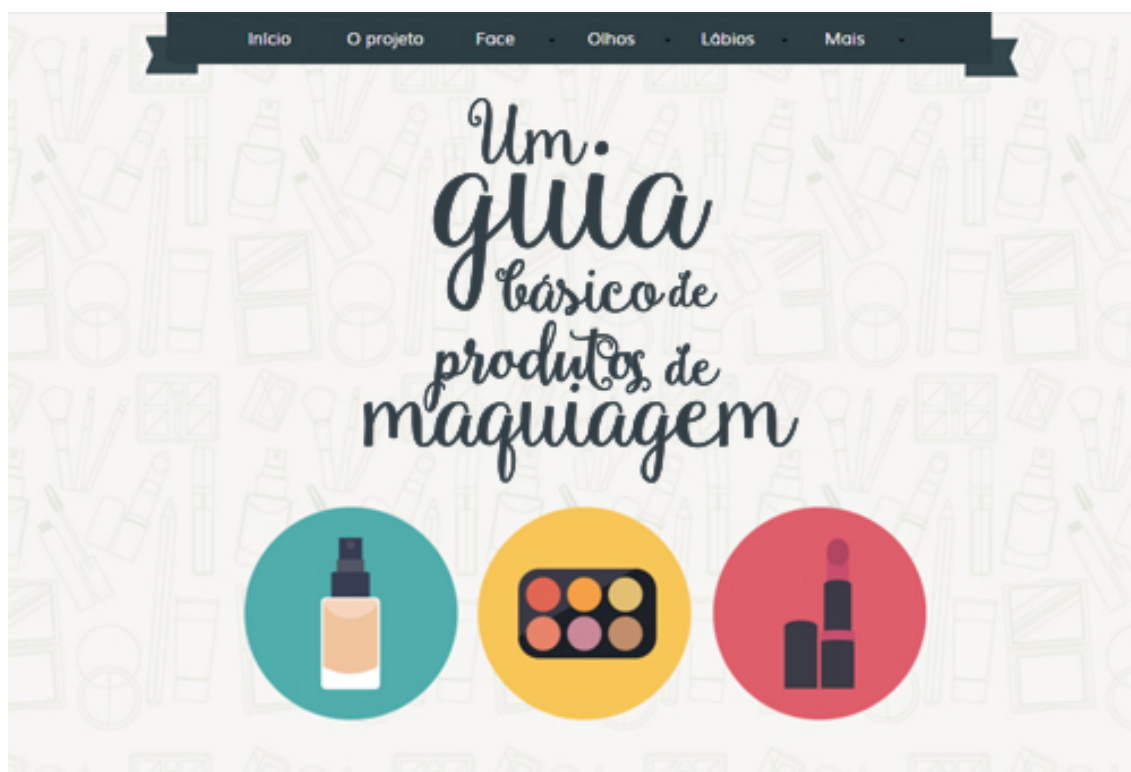 Início O projeto Face Olhos Lábios Mais
Um
guia
básico de
produtos de
maquiagem